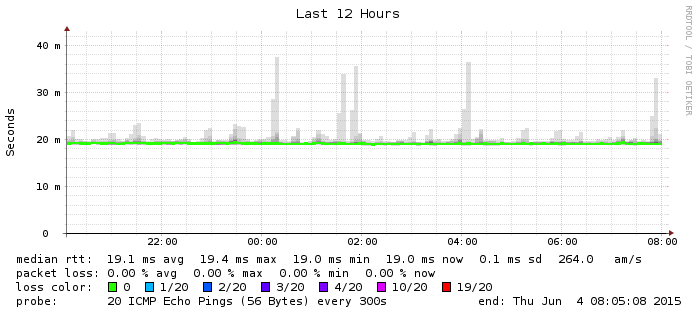 Last 12 Hours
RRDTOOL / TOBI OETIKER
Seconds
40 m
30 m
20 m
10 m
0
22:00 00:00 02:00 04:00 06:00 08:00
median rtt: 19.1 ms avg 19.4 ms max 19.0 ms min 19.0 ms now 0.1 ms sd 264.0 am/s
packet loss: 0.00 % avg 0.00 % max 0.00 % min 0.00 % now
loss color: 0 1/20 2/20 3/20 4/20 10/20 19/20
probe: 20 ICMP Echo Pings (56 Bytes) every 300s end: Thu Jun 4 08:05:08 2015